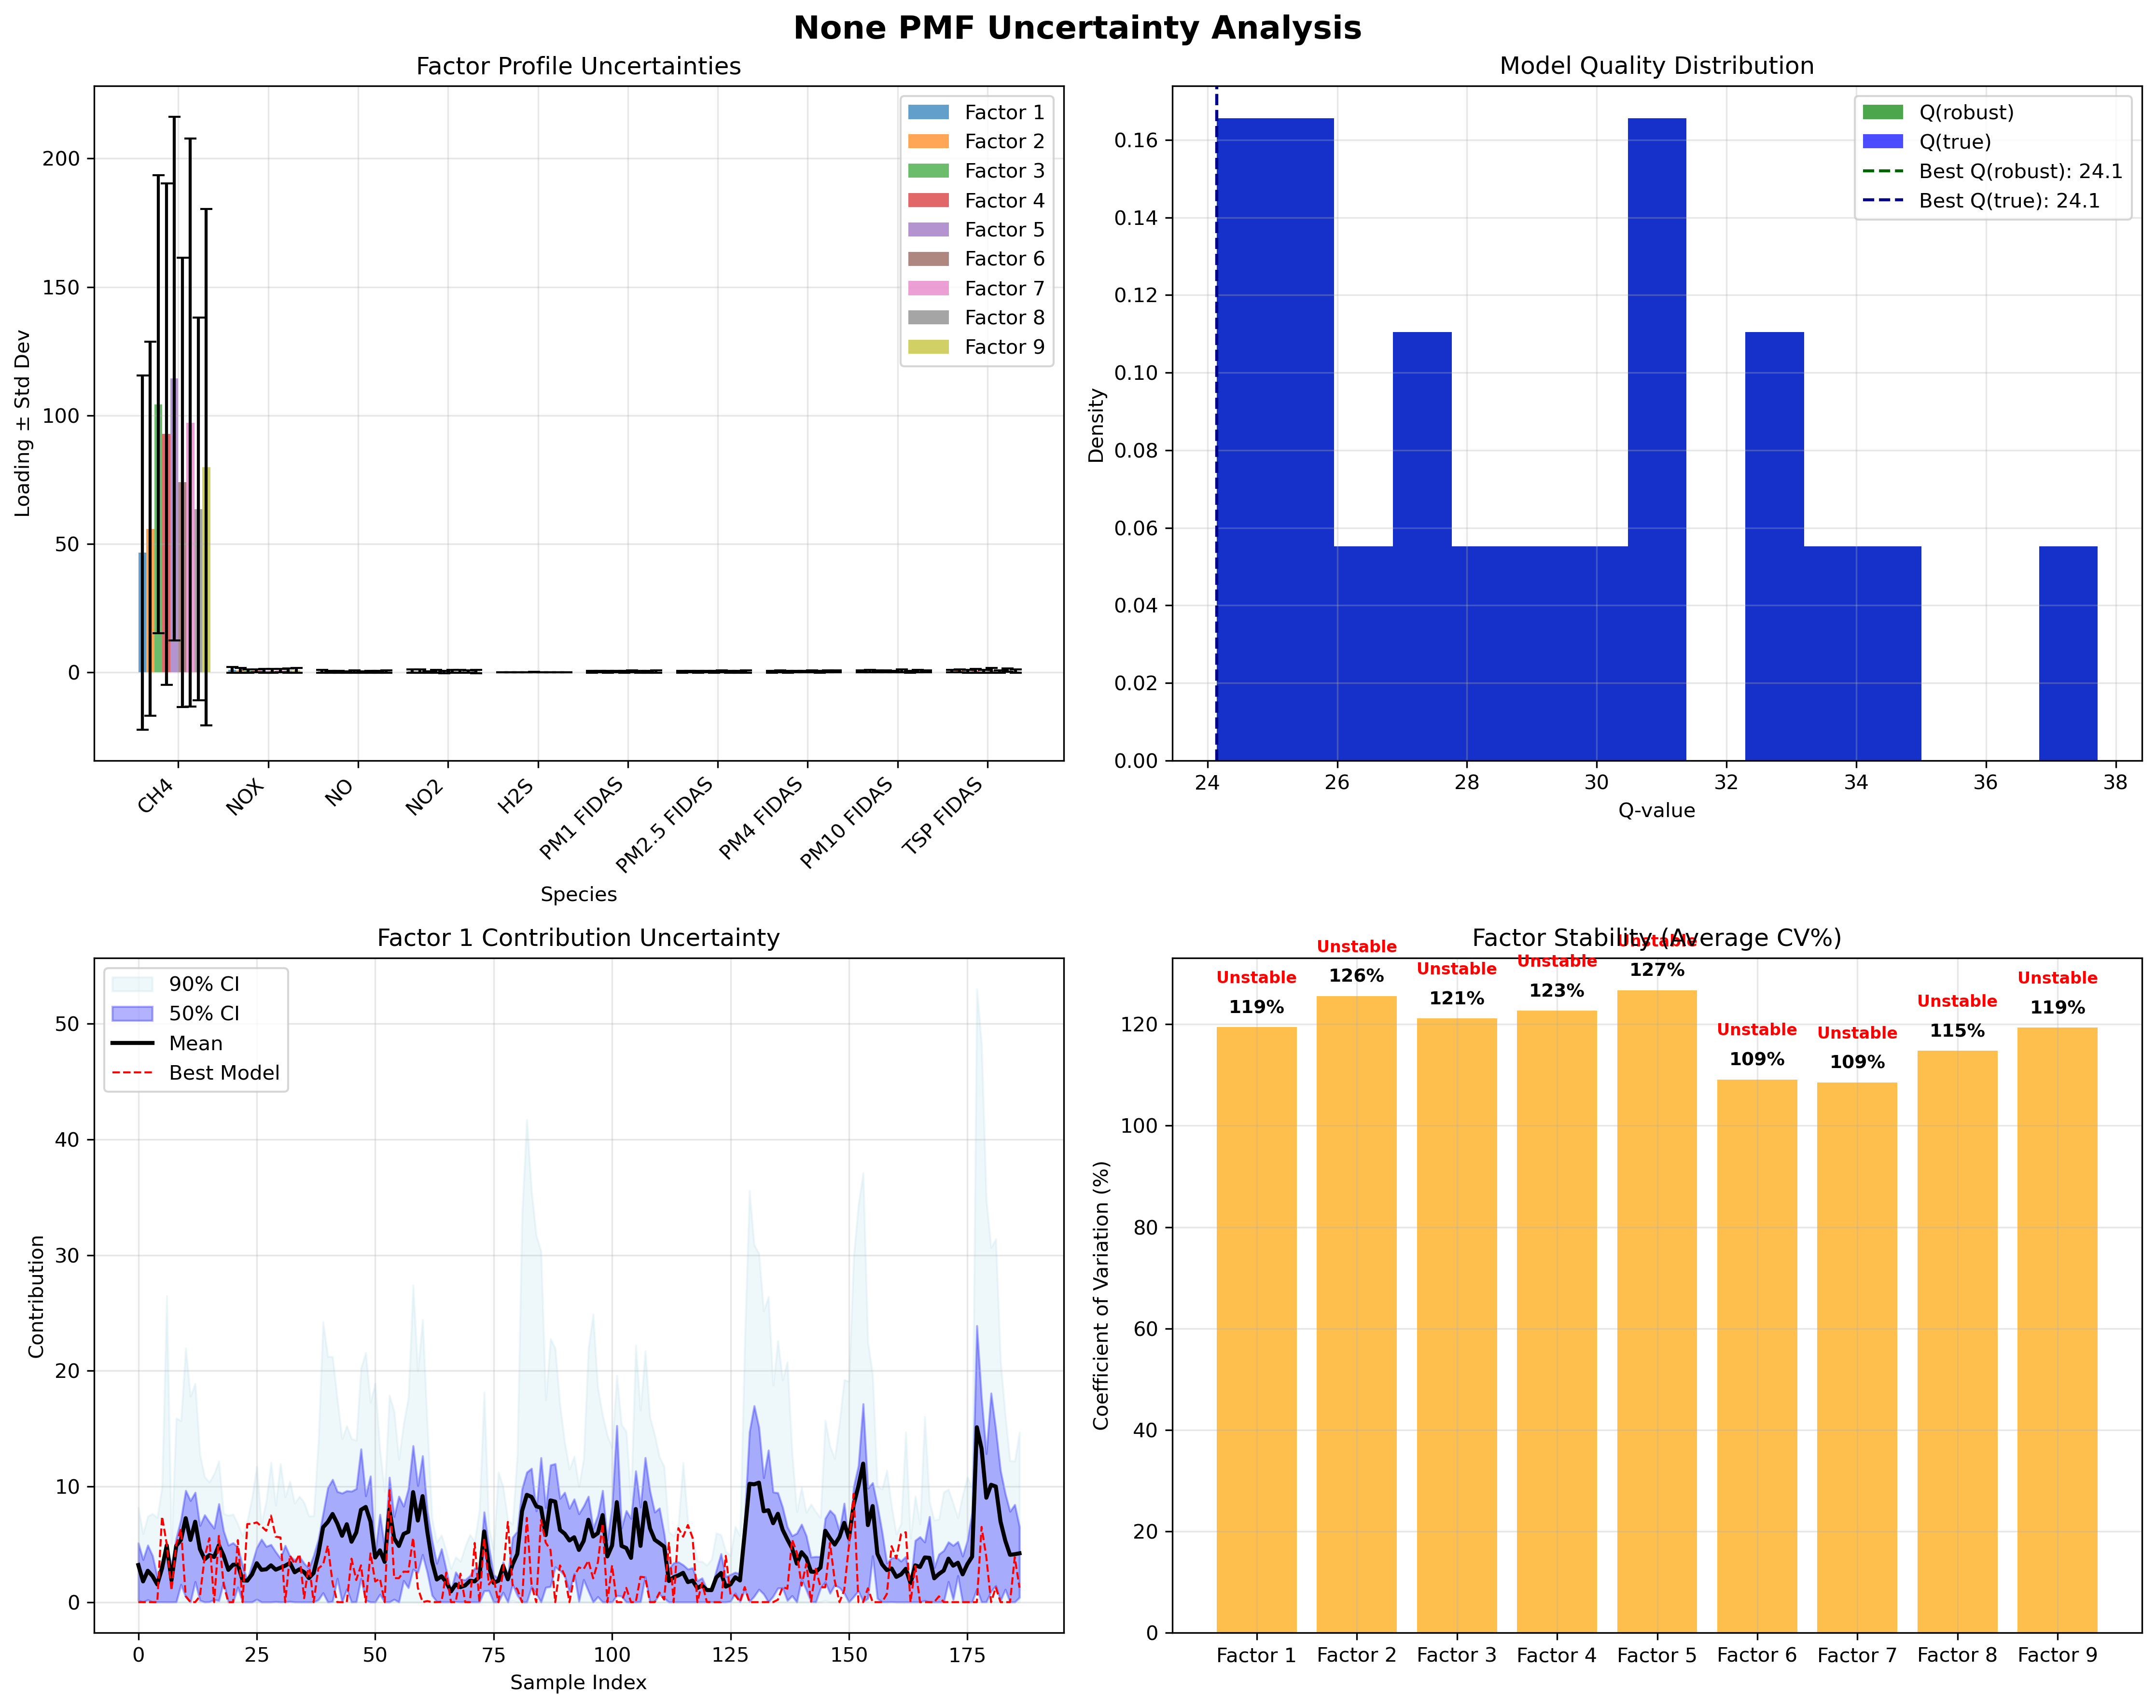 None PMF Uncertainty Analysis
Factor Profile Uncertainties
Loading ± Std Dev
200
150
100
50
0
Factor 1
Factor 2
Factor 3
Factor 4
Factor 5
Factor 6
Factor 7
Factor 8
Factor 9
CH4
NOX
NO
NO2
H2S
PM1 FIDAS
PM2.5 FIDAS
PM4 FIDAS
PM10 FIDAS
TSP FIDAS
Species
Model Quality Distribution
Density
0.16
0.14
0.12
0.10
0.08
0.06
0.04
0.02
0.00
Q(robust)
Q(true)
Best Q(robust): 24.1
Best Q(true): 24.1
24 26 28 30 32 34 36 38
Q-value
Factor 1 Contribution Uncertainty
Contribution
50
40
30
20
10
0
90% CI
50% CI
Mean
Best Model
0 25 50 75 100 125 150 175
Sample Index
Factor Stability (Average CV%)
Coefficient of Variation (%)
120
100
80
60
40
20
0
Unstable
119%
Unstable
126%
Unstable
121%
Unstable
123%
Unstable
127%
Unstable
109%
Unstable
109%
Unstable
115%
Unstable
119%
Factor 1 Factor 2 Factor 3 Factor 4 Factor 5 Factor 6 Factor 7 Factor 8 Factor 9